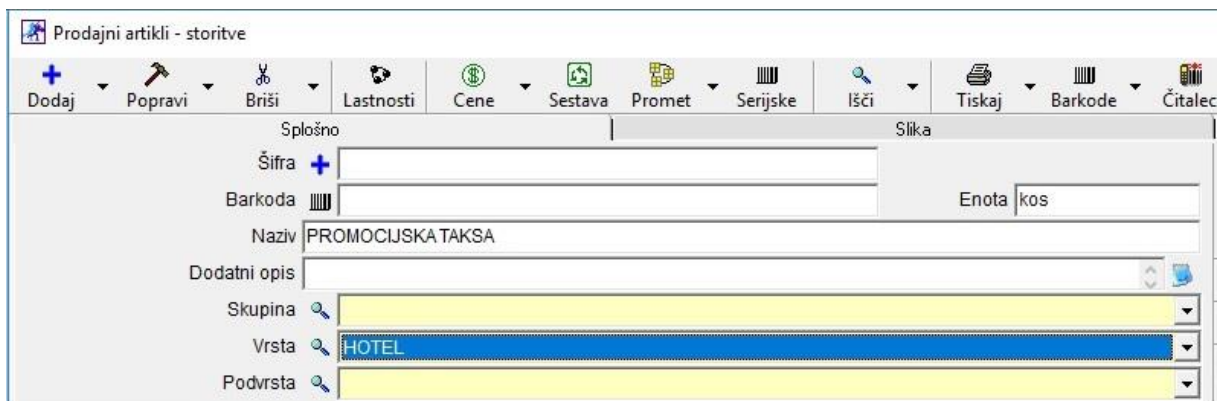 Prodajni artikli - storitve
Dodaj Popravi Briši Lastnosti Cene Sestava Promet Serijske Išči Tiskaj Barkode Čitalec
Splošno Slika
Šifra
Barkoda Enota kos
Naziv PROMOCIJSKA TAKSA
Dodatni opis
Skupina
Vrsta HOTEL
Podvrsta